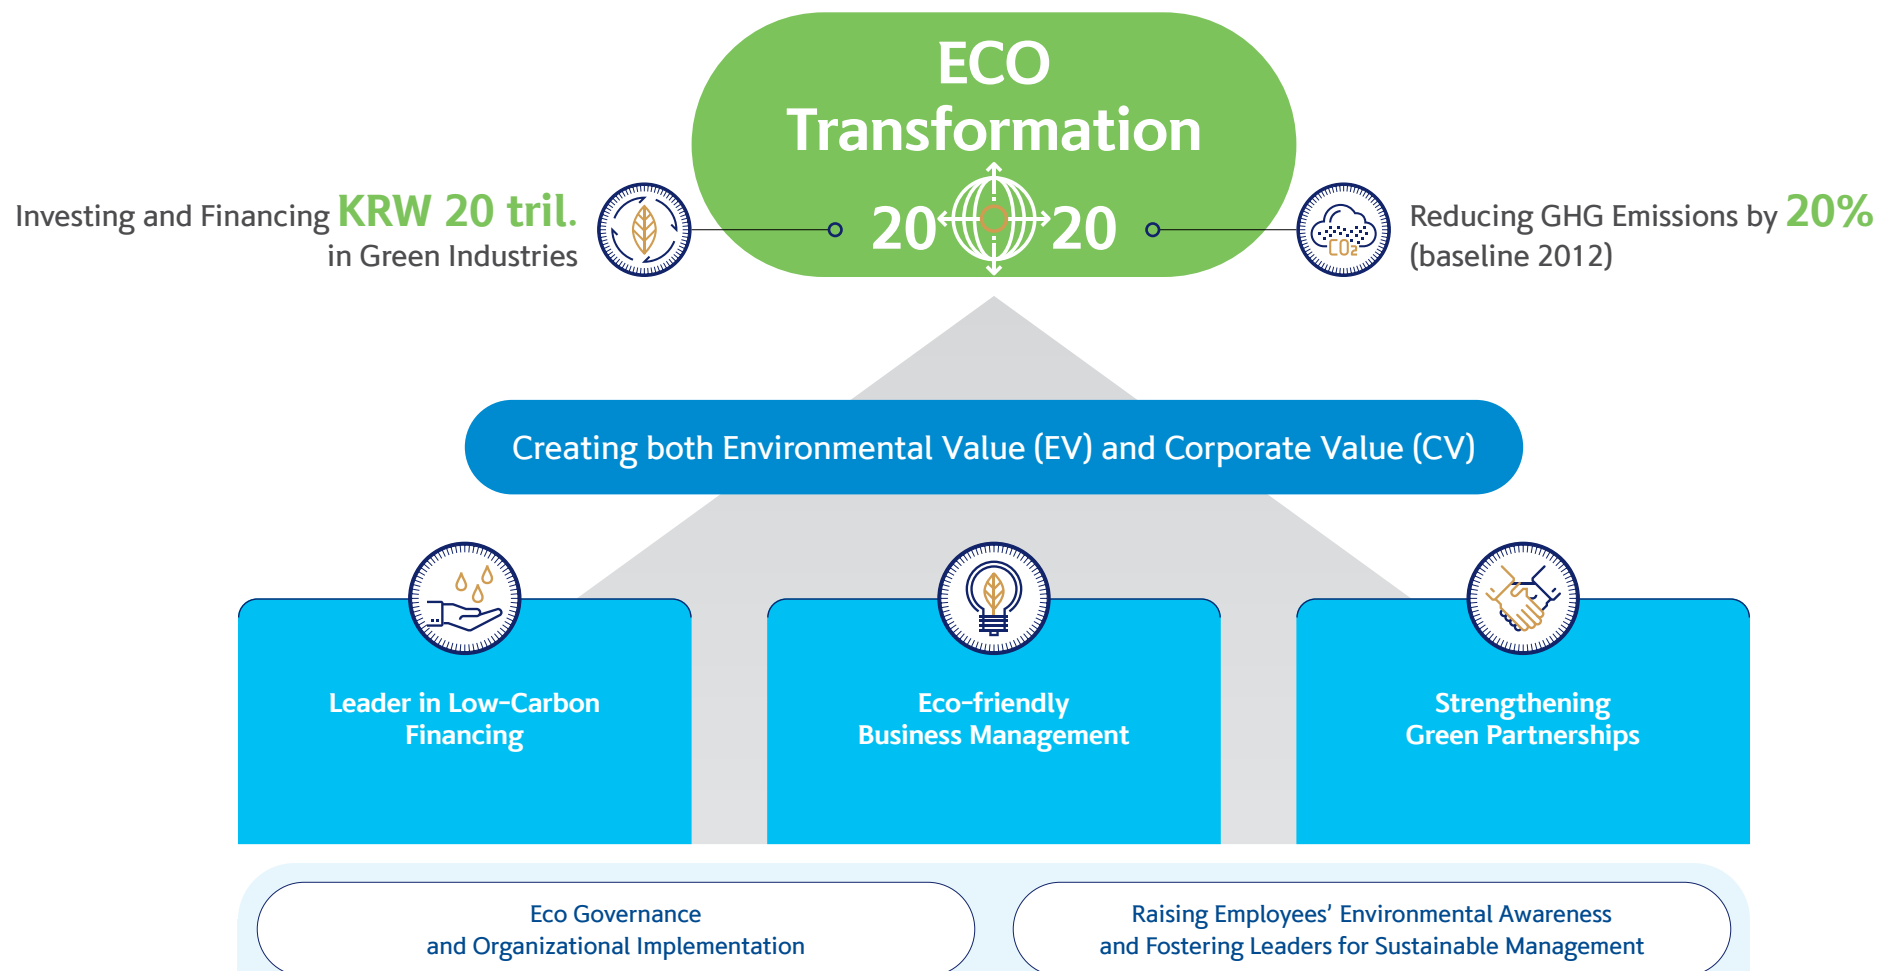 ECO
Transformation
20 20
Investing and Financing KRW 20 tril.
in Green Industries
CO₂
Reducing GHG Emissions by 20%
(baseline 2012)
Creating both Environmental Value (EV) and Corporate Value (CV)
Leader in Low-Carbon
Financing
Eco-friendly
Business Management
Strengthening
Green Partnerships
Eco Governance
and Organizational Implementation
Raising Employees' Environmental Awareness
and Fostering Leaders for Sustainable Management